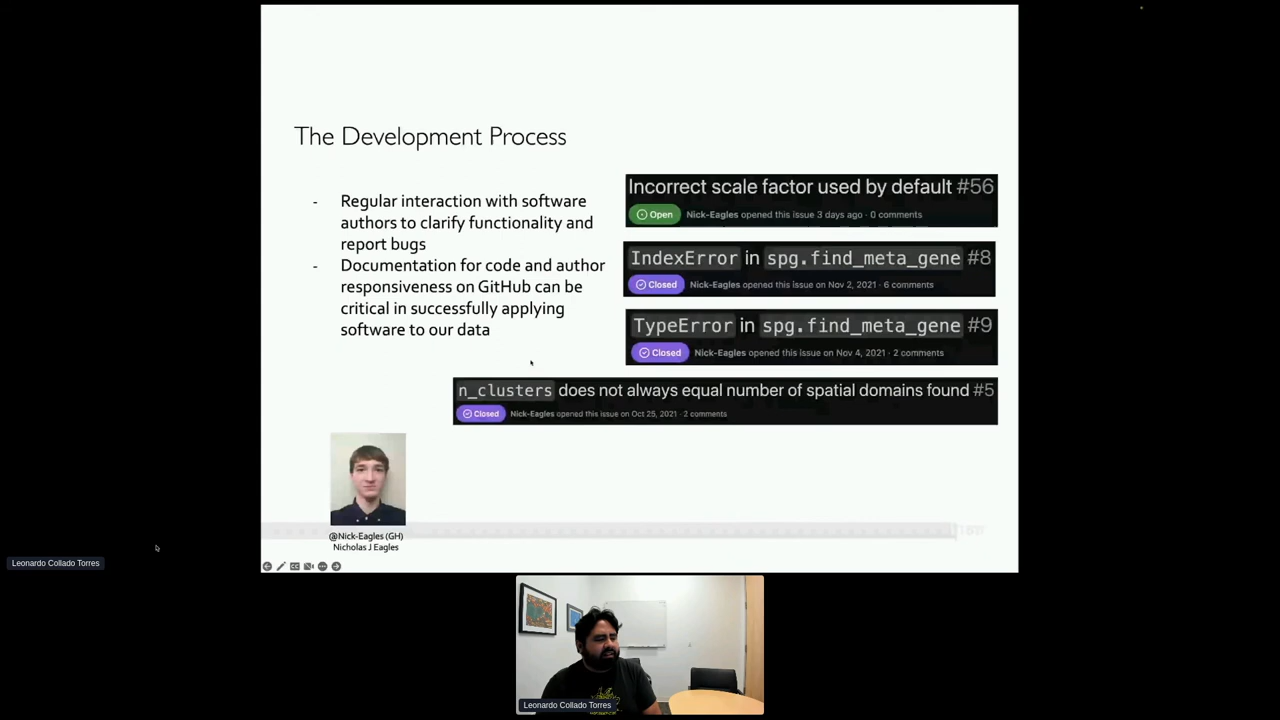 The Development Process
- Regular interaction with software
authors to clarify functionality and
report bugs
- Documentation for code and author
responsiveness on GitHub can be
critical in successfully applying
software to our data
Incorrect scale factor used by default #56
Open Nick-Eagles opened this issue 3 days ago · 0 comments
IndexError in spg.find_meta_gene #8
Closed Nick-Eagles opened this issue on Nov 2, 2021 · 6 comments
TypeError in spg.find_meta_gene #9
Closed Nick-Eagles opened this issue on Nov 4, 2021 · 2 comments
n_clusters does not always equal number of spatial domains found #5
Closed Nick-Eagles opened this issue on Oct 25, 2021 · 2 comments
@Nick-Eagles (GH)
Nicholas J Eagles
Leonardo Collado Torres
Leonardo Collado Torres